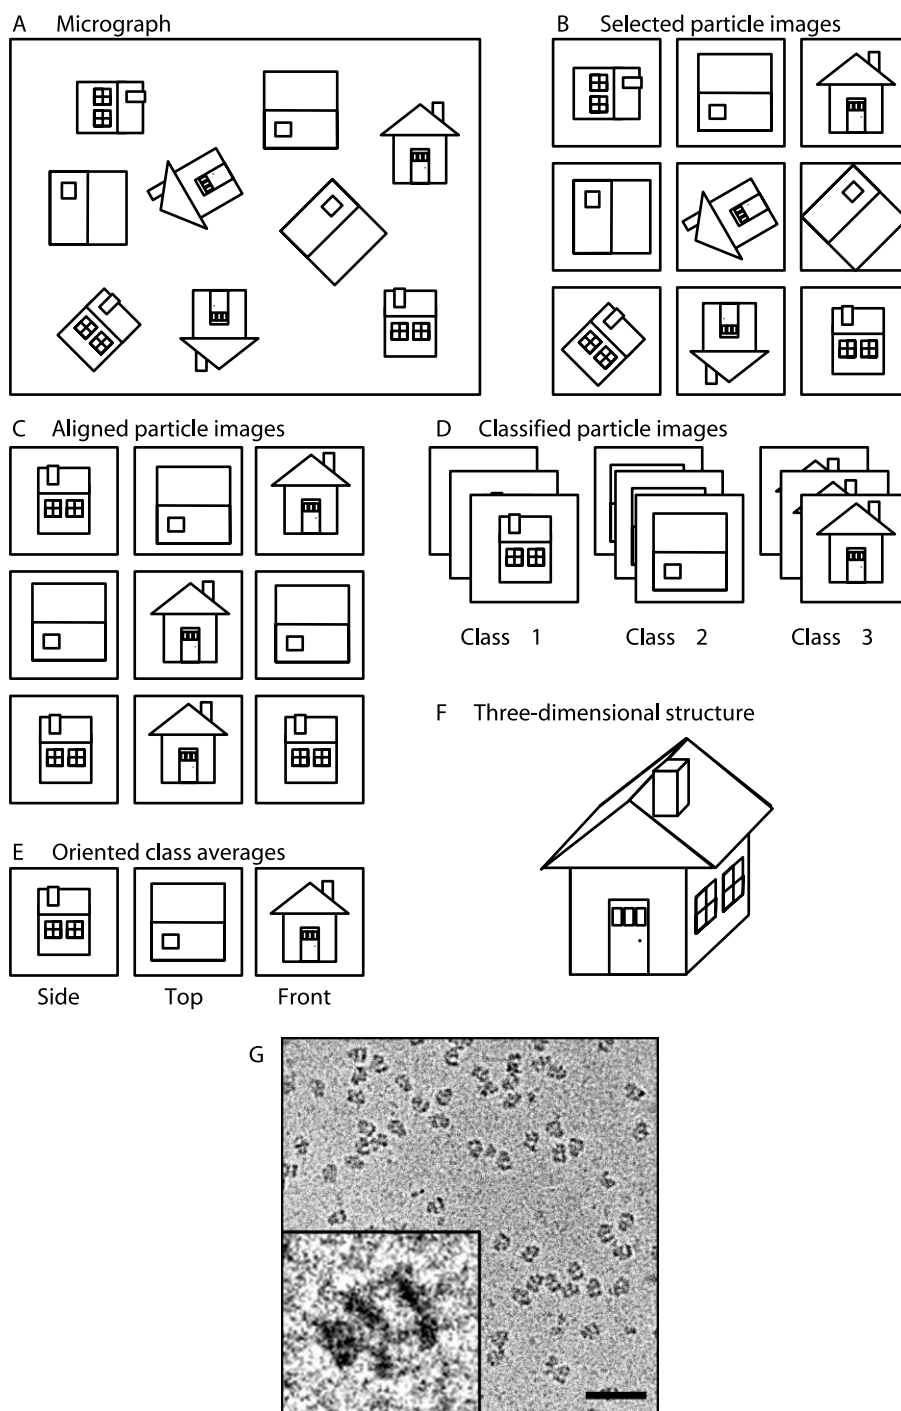 A Micrograph
B Selected particle images
C Aligned particle images
D Classified particle images
Class 1
Class 2
Class 3
F Three-dimensional structure
E Oriented class averages
Side
Top
Front
G